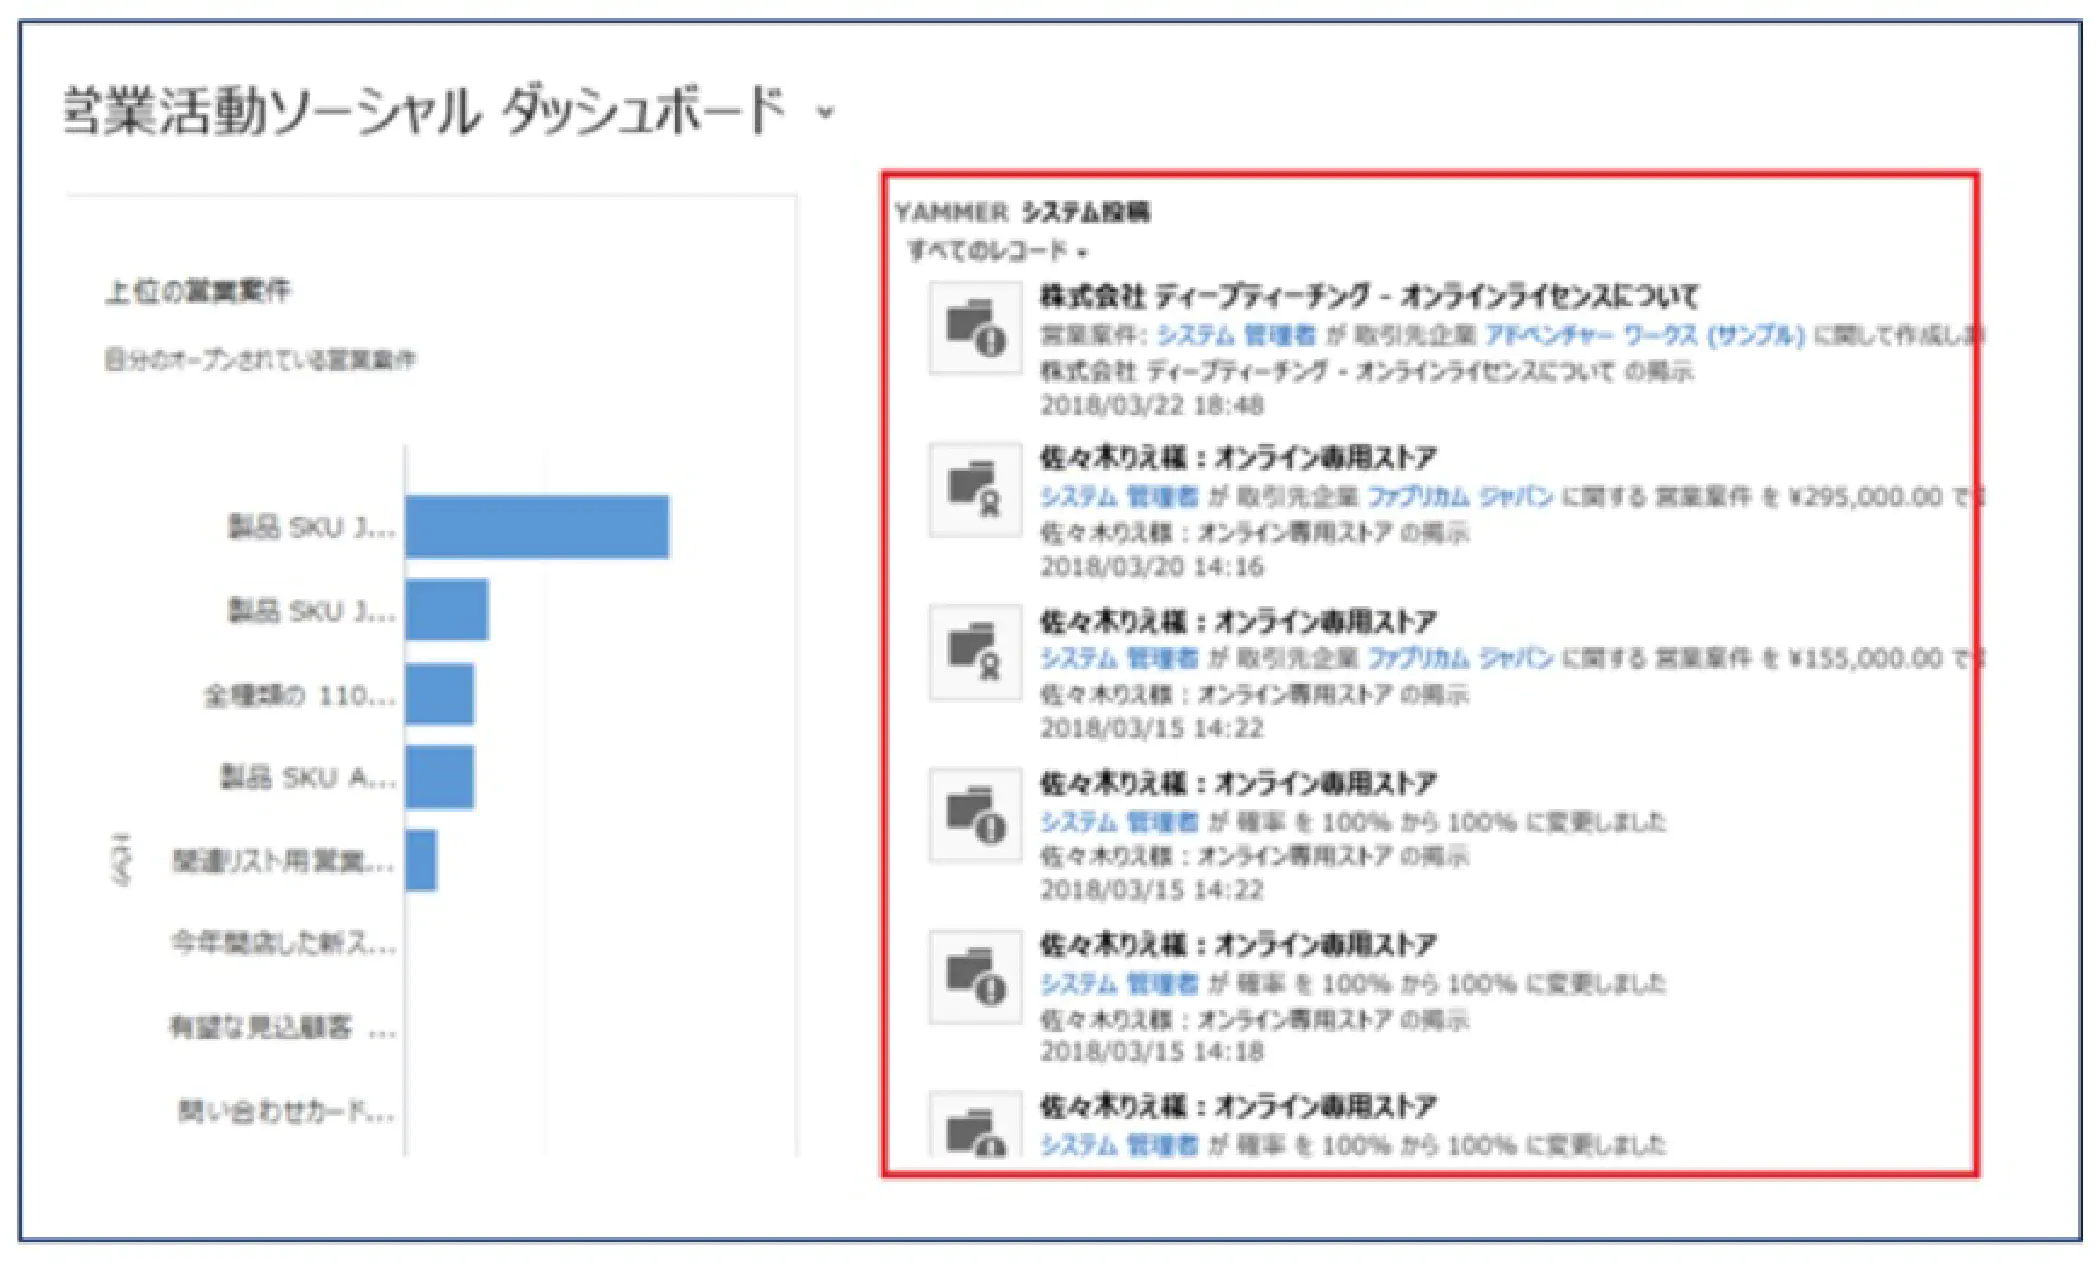 営業活動ソーシャル ダッシュボード
上位の営業案件
自分のオープンされている営業案件
製品 SKU J...
製品 SKU J...
全種類の 110...
製品 SKU A...
関連リスト用営業...
今年開店した新ス...
有望な見込顧客 ...
問い合わせカード...
トピック
YAMMER システム投稿
すべてのレコード
株式会社 ディープティーチング - オンラインライセンスについて
営業案件: システム 管理者 が 取引先企業 アドベンチャー ワークス (サンプル) に関して作成しま
株式会社 ディープティーチング - オンラインライセンスについて の掲示
2018/03/22 18:48
佐々木りえ様：オンライン専用ストア
システム 管理者 が 取引先企業 ファブリカム ジャパン に関する 営業案件 を ¥295,000.00 で
佐々木りえ様：オンライン専用ストア の掲示
2018/03/20 14:16
佐々木りえ様：オンライン専用ストア
システム 管理者 が 取引先企業 ファブリカム ジャパン に関する 営業案件 を ¥155,000.00 で
佐々木りえ様：オンライン専用ストア の掲示
2018/03/15 14:22
佐々木りえ様：オンライン専用ストア
システム 管理者 が 確率 を 100% から 100% に変更しました
佐々木りえ様：オンライン専用ストア の掲示
2018/03/15 14:22
佐々木りえ様：オンライン専用ストア
システム 管理者 が 確率 を 100% から 100% に変更しました
佐々木りえ様：オンライン専用ストア の掲示
2018/03/15 14:18
佐々木りえ様：オンライン専用ストア
システム 管理者 が 確率 を 100% から 100% に変更しました